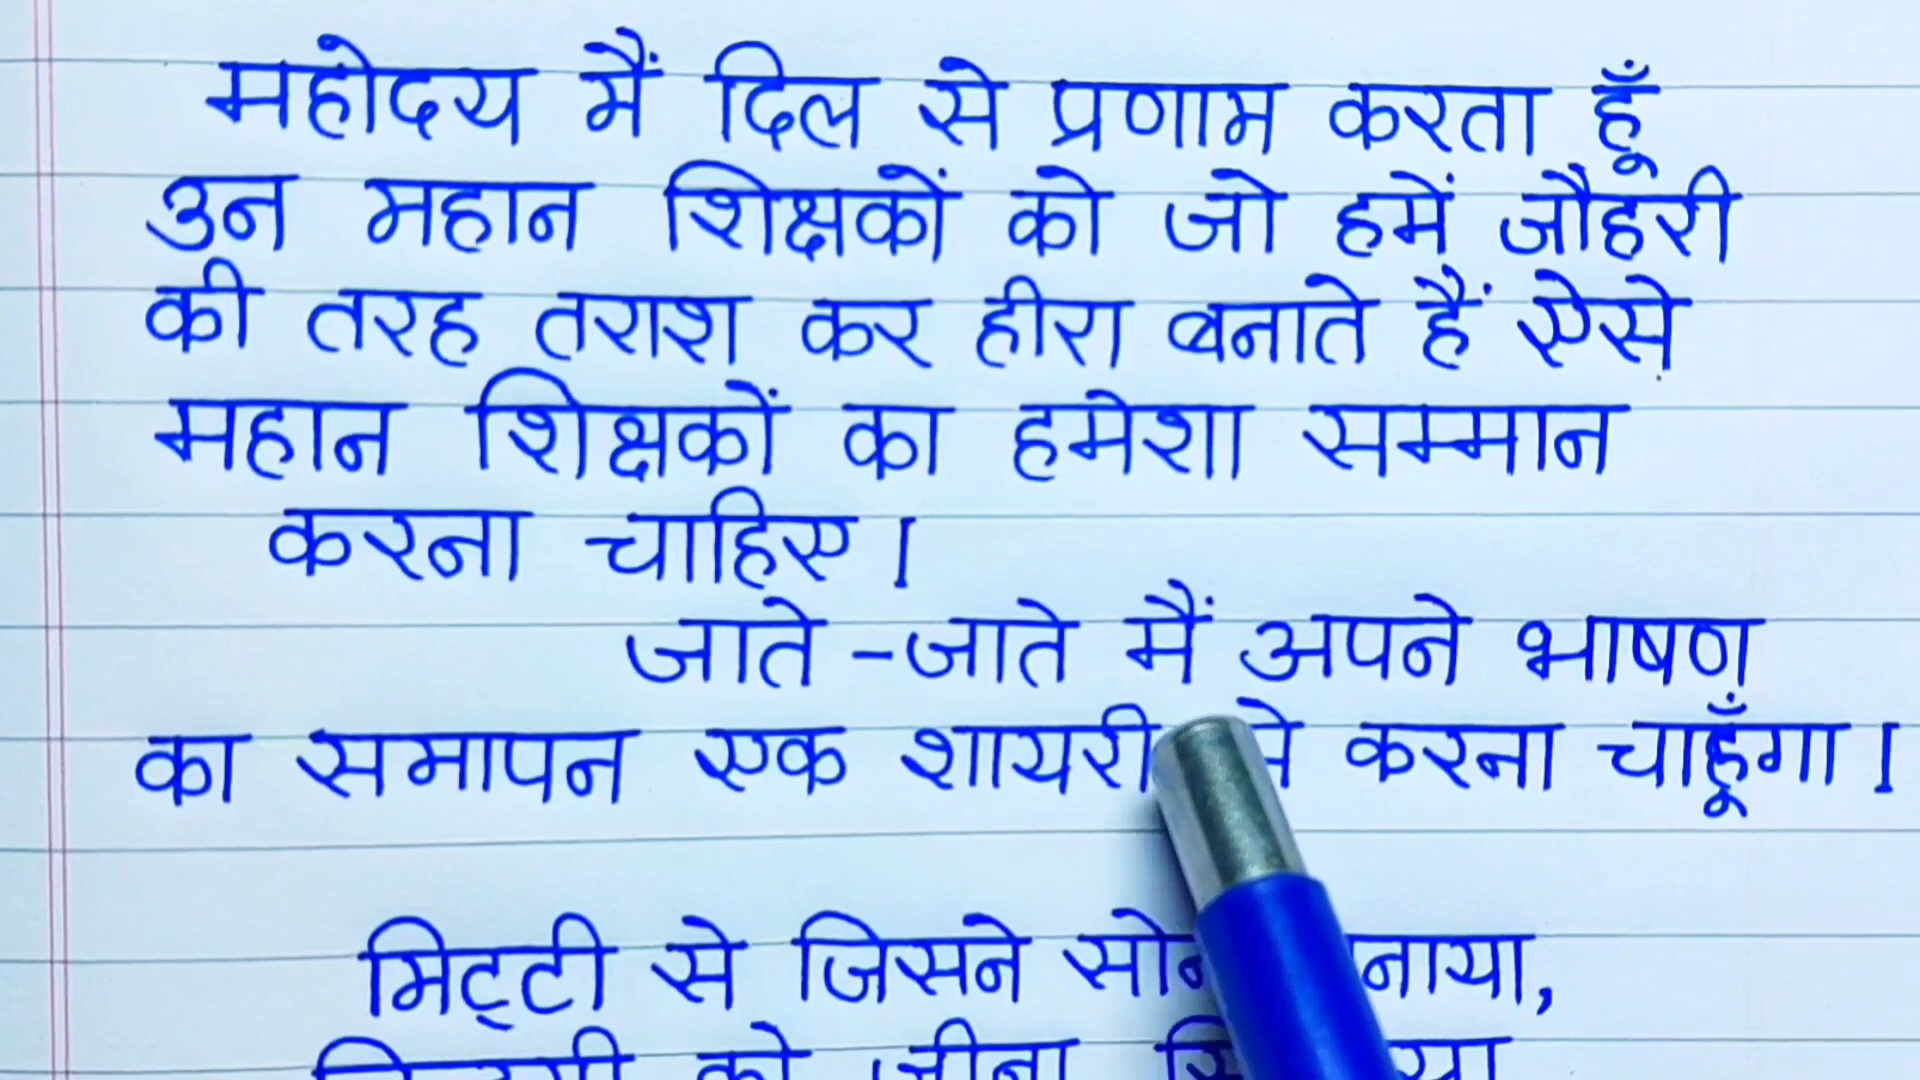 महोदय मैं दिल से प्रणाम करता हूँ
उन महान शिक्षकों को जो हमें जौहरी
की तरह तराश कर हीरा बनाते हैं ऐसे
महान शिक्षकों का हमेशा सम्मान
करना चाहिए।
जाते-जाते मैं अपने भाषण
का समापन एक शायरी से करना चाहूँगा।
मिट्टी से जिसने सोना बनाया,
को जीना